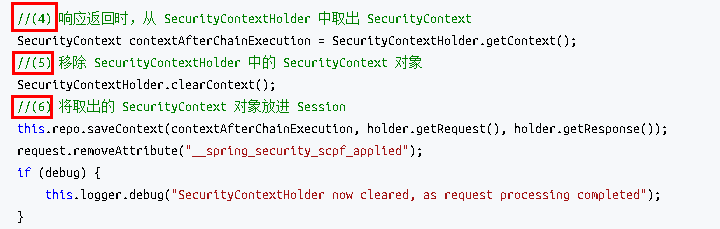 //(4) 响应返回时，从 SecurityContextHolder 中取出 SecurityContext
SecurityContext contextAfterChainExecution = SecurityContextHolder.getContext();
//(5) 移除 SecurityContextHolder 中的 SecurityContext 对象
SecurityContextHolder.clearContext();
//(6) 将取出的 SecurityContext 对象放进 Session
this.repo.saveContext(contextAfterChainExecution, holder.getRequest(), holder.getResponse());
request.removeAttribute("__spring_security_scpf_applied");
if (debug) {
    this.logger.debug("SecurityContextHolder now cleared, as request processing completed");
}